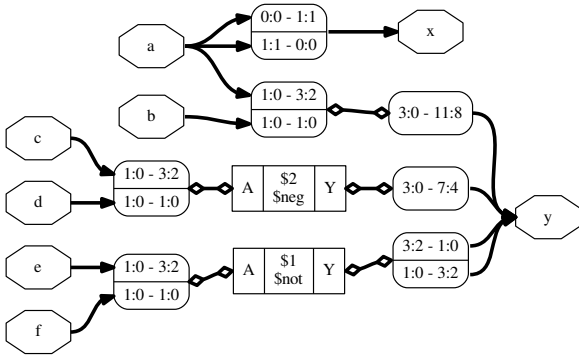 a
0:0 - 1:1
1:1 - 0:0
x
b
1:0 - 3:2
1:0 - 1:0
3:0 - 11:8
c
d
1:0 - 3:2
1:0 - 1:0
A
$2
$neg
Y
3:0 - 7:4
y
e
f
1:0 - 3:2
1:0 - 1:0
A
$1
$not
Y
3:2 - 1:0
1:0 - 3:2